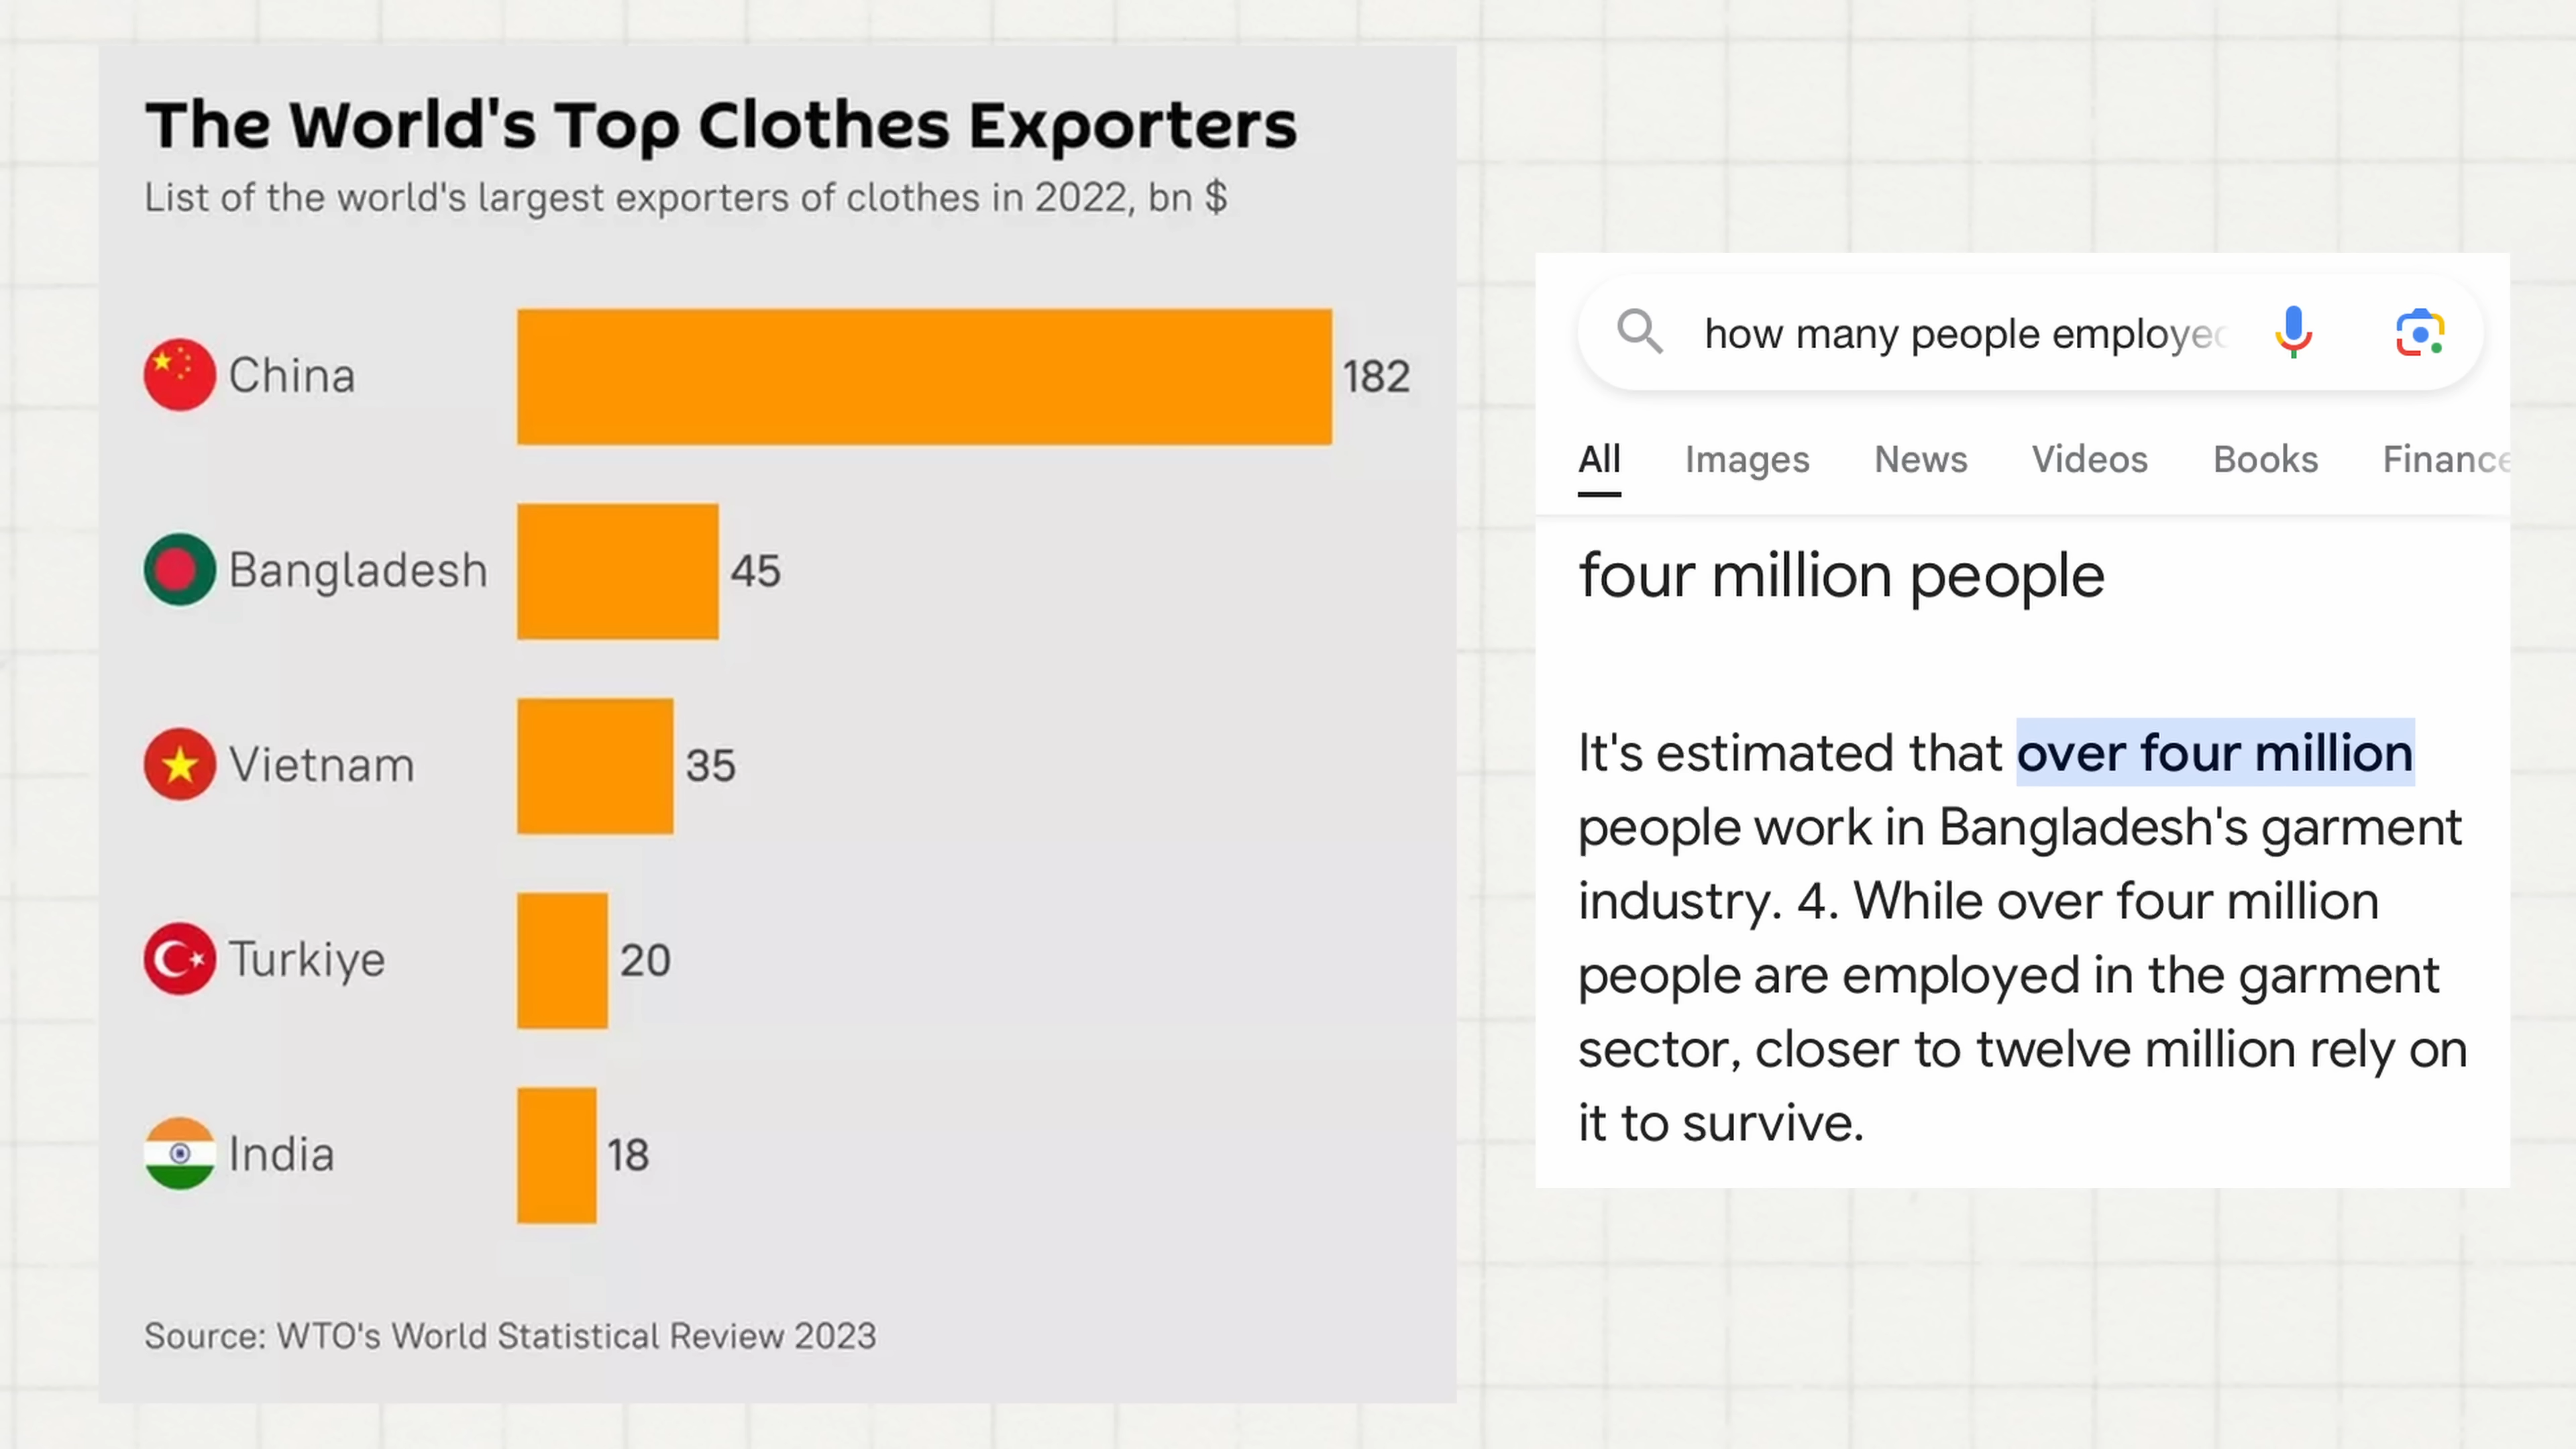 The World's Top Clothes Exporters
List of the world's largest exporters of clothes in 2022, bn $
China 182
Bangladesh 45
Vietnam 35
Turkiye 20
India 18
Source: WTO's World Statistical Review 2023
how many people employed
All Images News Videos Books Finance
four million people
It's estimated that over four million
people work in Bangladesh's garment
industry. 4. While over four million
people are employed in the garment
sector, closer to twelve million rely on
it to survive.